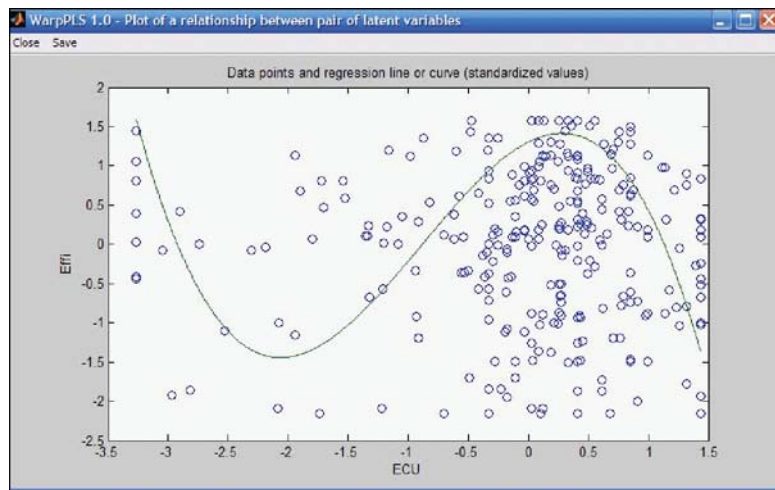 WarpPLS 1.0 - Plot of a relationship between pair of latent variables
Close Save
Data points and regression line or curve (standardized values)
2
1.5
1
0.5
0
-0.5
-1
-1.5
-2
-2.5
Effi
-3.5 -3 -2.5 -2 -1.5 -1 -0.5 0 0.5 1 1.5
ECU